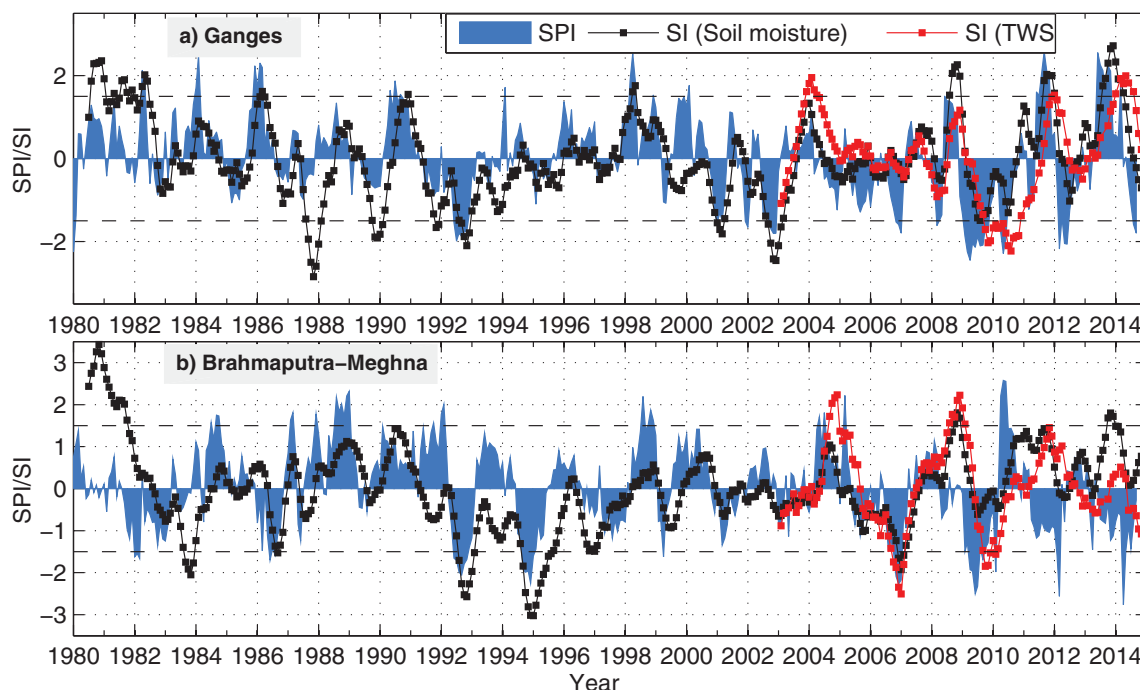 a) Ganges
SPI SI (Soil moisture) SI (TWS
SPI/SI
2
0
−2
1980 1982 1984 1986 1988 1990 1992 1994 1996 1998 2000 2002 2004 2006 2008 2010 2012 2014
b) Brahmaputra−Meghna
SPI/SI
3
2
1
0
−1
−2
−3
1980 1982 1984 1986 1988 1990 1992 1994 1996 1998 2000 2002 2004 2006 2008 2010 2012 2014
Year